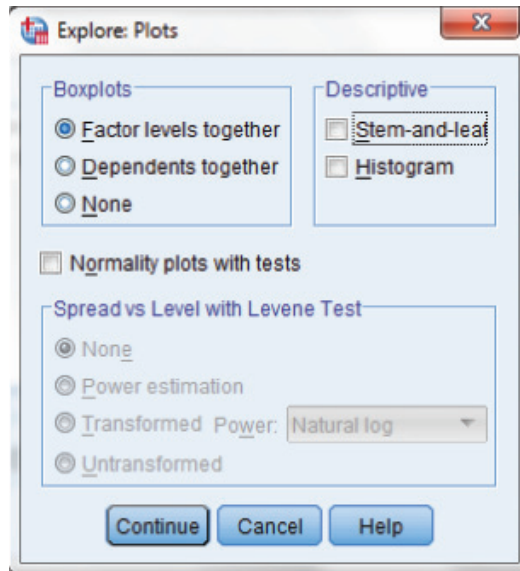 Explore: Plots
Boxplots
Factor levels together
Dependents together
None
Descriptive
Stem-and-leaf
Histogram
Normality plots with tests
Spread vs Level with Levene Test
None
Power estimation
Transformed Power: Natural log
Untransformed
Continue Cancel Help